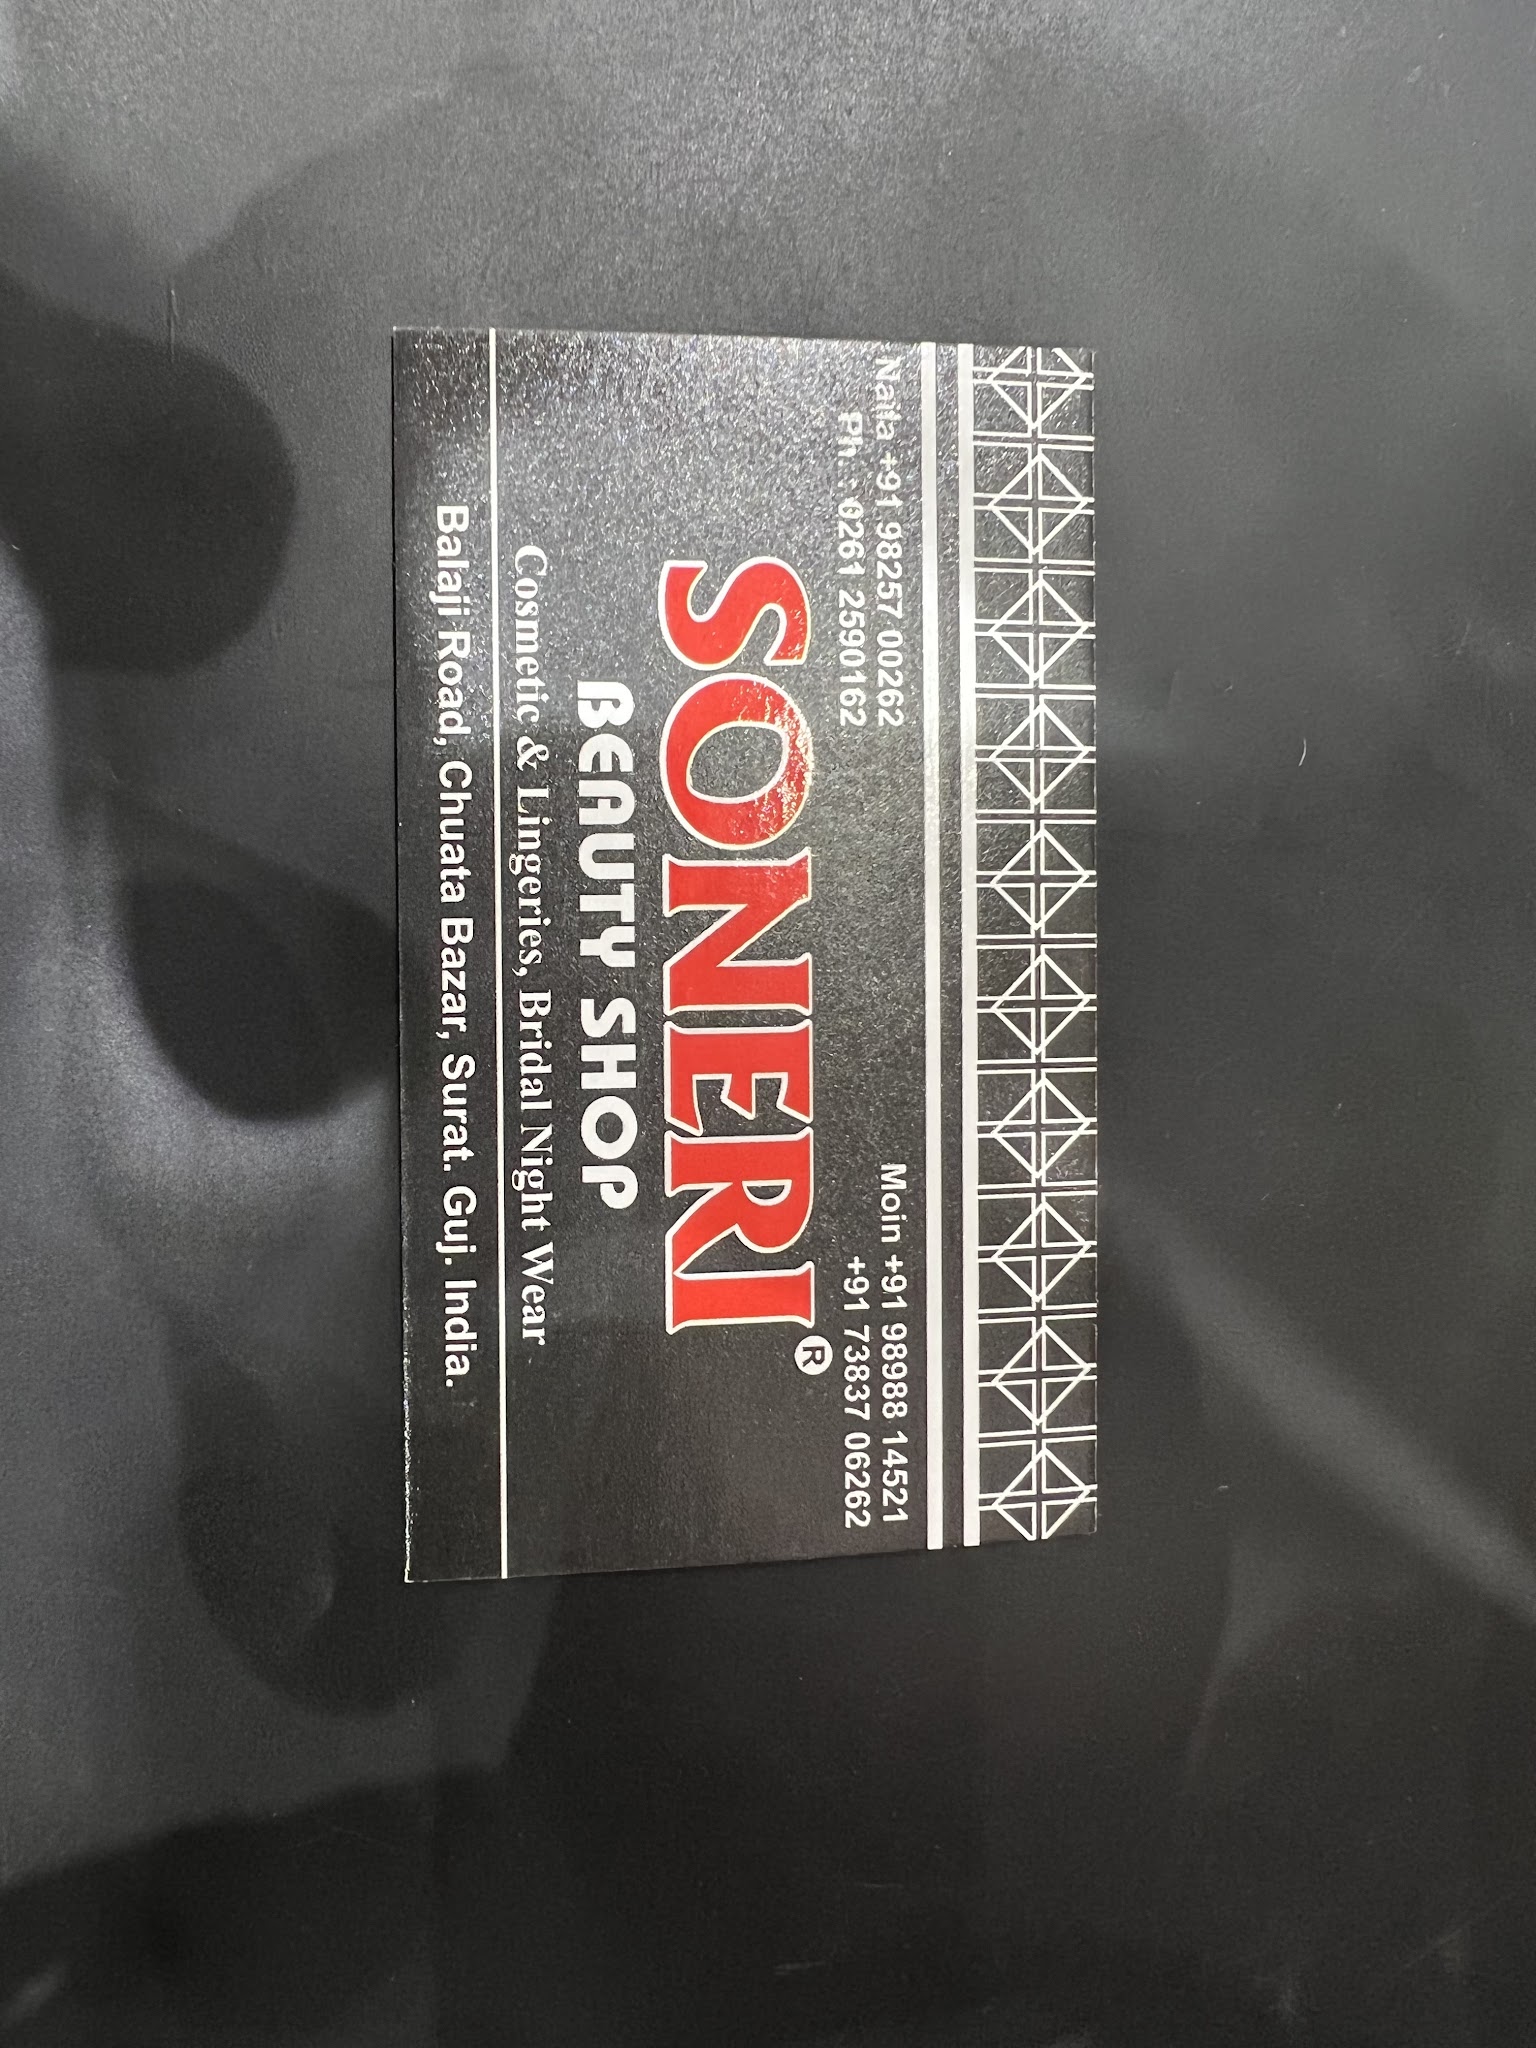 Moin +91 98988 14521
+91 98257 00262
+91 73837 06262
Ph.: 0261 2590162
SONERI®
BEAUTY SHOP
Cosmetic & Lingeries, Bridal Night Wear
Balaji Road, Chuata Bazar, Surat. Guj. India.